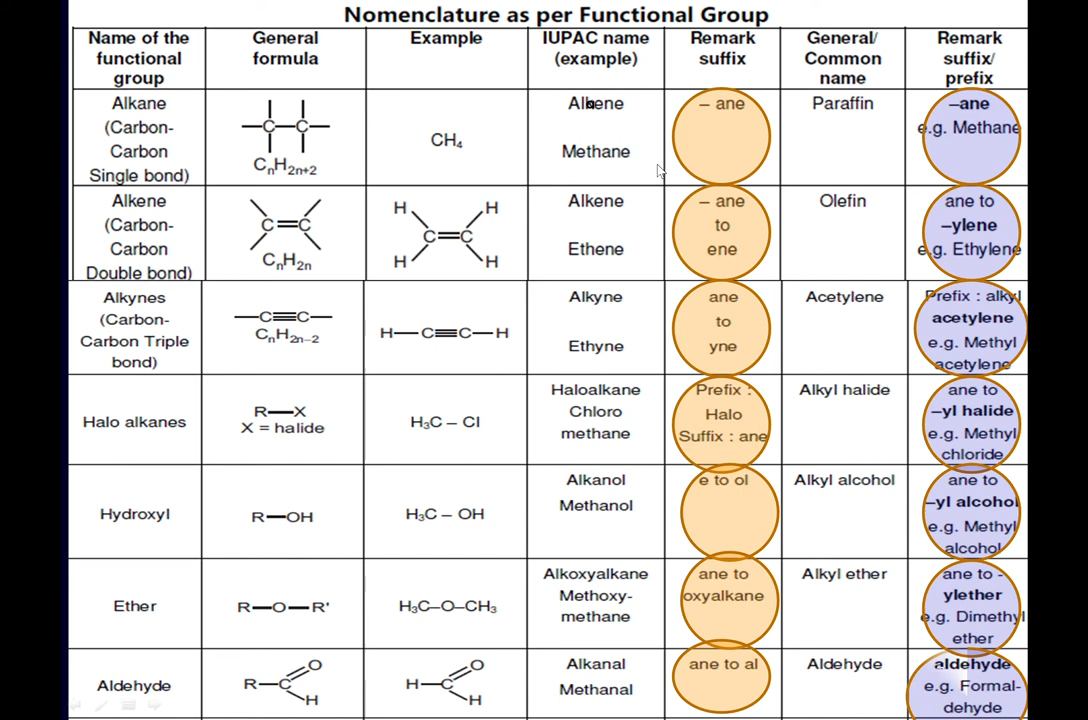 Nomenclature as per Functional Group
Name of the functional group
General formula
Example
IUPAC name (example)
Remark suffix
General/ Common name
Remark suffix/ prefix
Alkane
(Carbon-
Carbon
Single bond)
C C
CnH2n+2
CH4
Methane
– ane
Paraffin
–ane
e.g. Methane
Alkene
(Carbon-
Carbon
Double bond)
C=C
CnH2n
H H
C=C
H H
Alkene
Ethene
– ane
to
ene
Olefin
ane to
–ylene
e.g. Ethylene
Alkynes
(Carbon-
Carbon Triple
bond)
—C≡C—
CnH2n–2
H—C≡C—H
Alkyne
Ethyne
ane
to
yne
Acetylene
Prefix : alkyl
acetylene
e.g. Methyl
acetylene
Halo alkanes
R—X
X = halide
H3C – Cl
Haloalkane
Chloro
methane
Prefix :
Halo
Suffix : ane
Alkyl halide
ane to
–yl halide
e.g. Methyl
chloride
Hydroxyl
R—OH
H3C – OH
Alkanol
Methanol
e to ol
Alkyl alcohol
ane to
–yl alcohol
e.g. Methyl
alcohol
Ether
R—O—R'
H3C–O–CH3
Alkoxyalkane
Methoxy-
methane
ane to
oxyalkane
Alkyl ether
ane to -
ylether
e.g. Dimethyl
ether
Aldehyde
O
R—C
H
O
H—C
H
Alkanal
Methanal
ane to al
Aldehyde
aldehyde
e.g. Formal-
dehyde